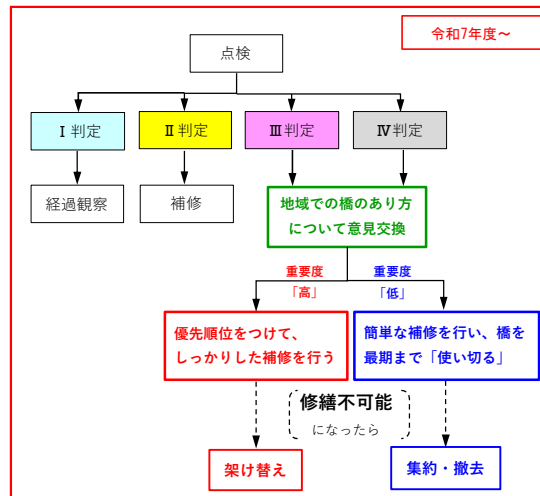 令和7年度～
点検
Ⅰ判定
Ⅱ判定
Ⅲ判定
Ⅳ判定
経過観察
補修
地域での橋のあり方
について意見交換
重要度
「高」
重要度
「低」
優先順位をつけて、
しっかりした補修を行う
簡単な補修を行い、橋を
最期まで「使い切る」
修繕不可能
になったら
架け替え
集約・撤去